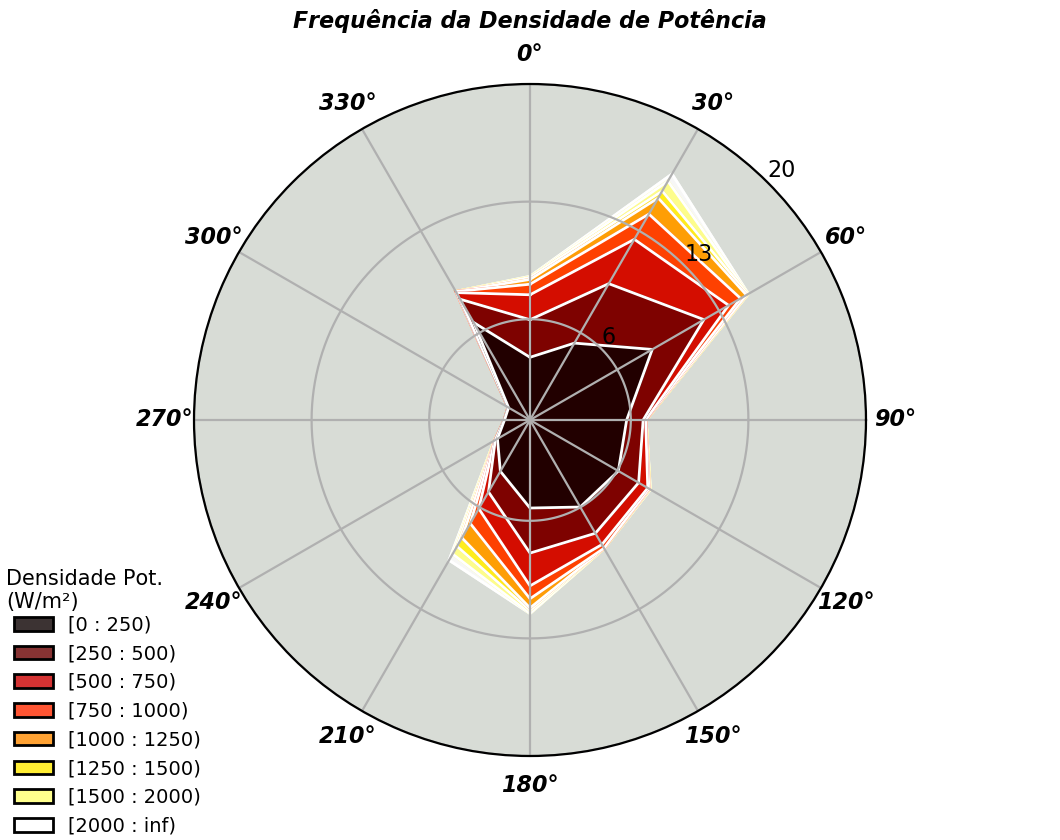 Frequência da Densidade de Potência
0°
330°
30°
20
300°
60°
13
6
270°
90°
240°
120°
210°
150°
180°
Densidade Pot.
(W/m²)
[0 : 250)
[250 : 500)
[500 : 750)
[750 : 1000)
[1000 : 1250)
[1250 : 1500)
[1500 : 2000)
[2000 : inf)